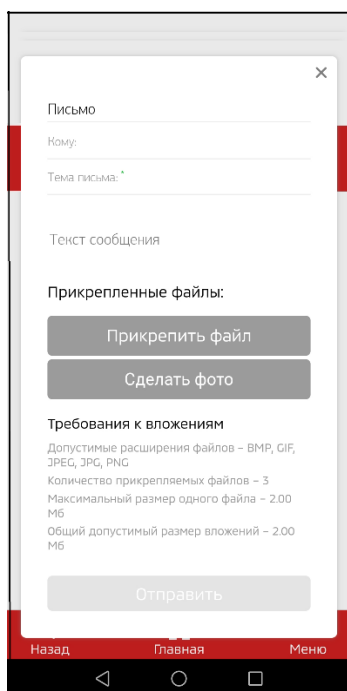 Письмо
Кому:
Тема письма: *
Текст сообщения
Прикрепленные файлы:
Прикрепить файл
Сделать фото
Требования к вложениям
Допустимые расширения файлов – BMP, GIF,
JPEG, JPG, PNG
Количество прикрепляемых файлов – 3
Максимальный размер одного файла – 2.00
Мб
Общий допустимый размер вложений – 2.00
Мб
Отправить
Назад Главная Меню